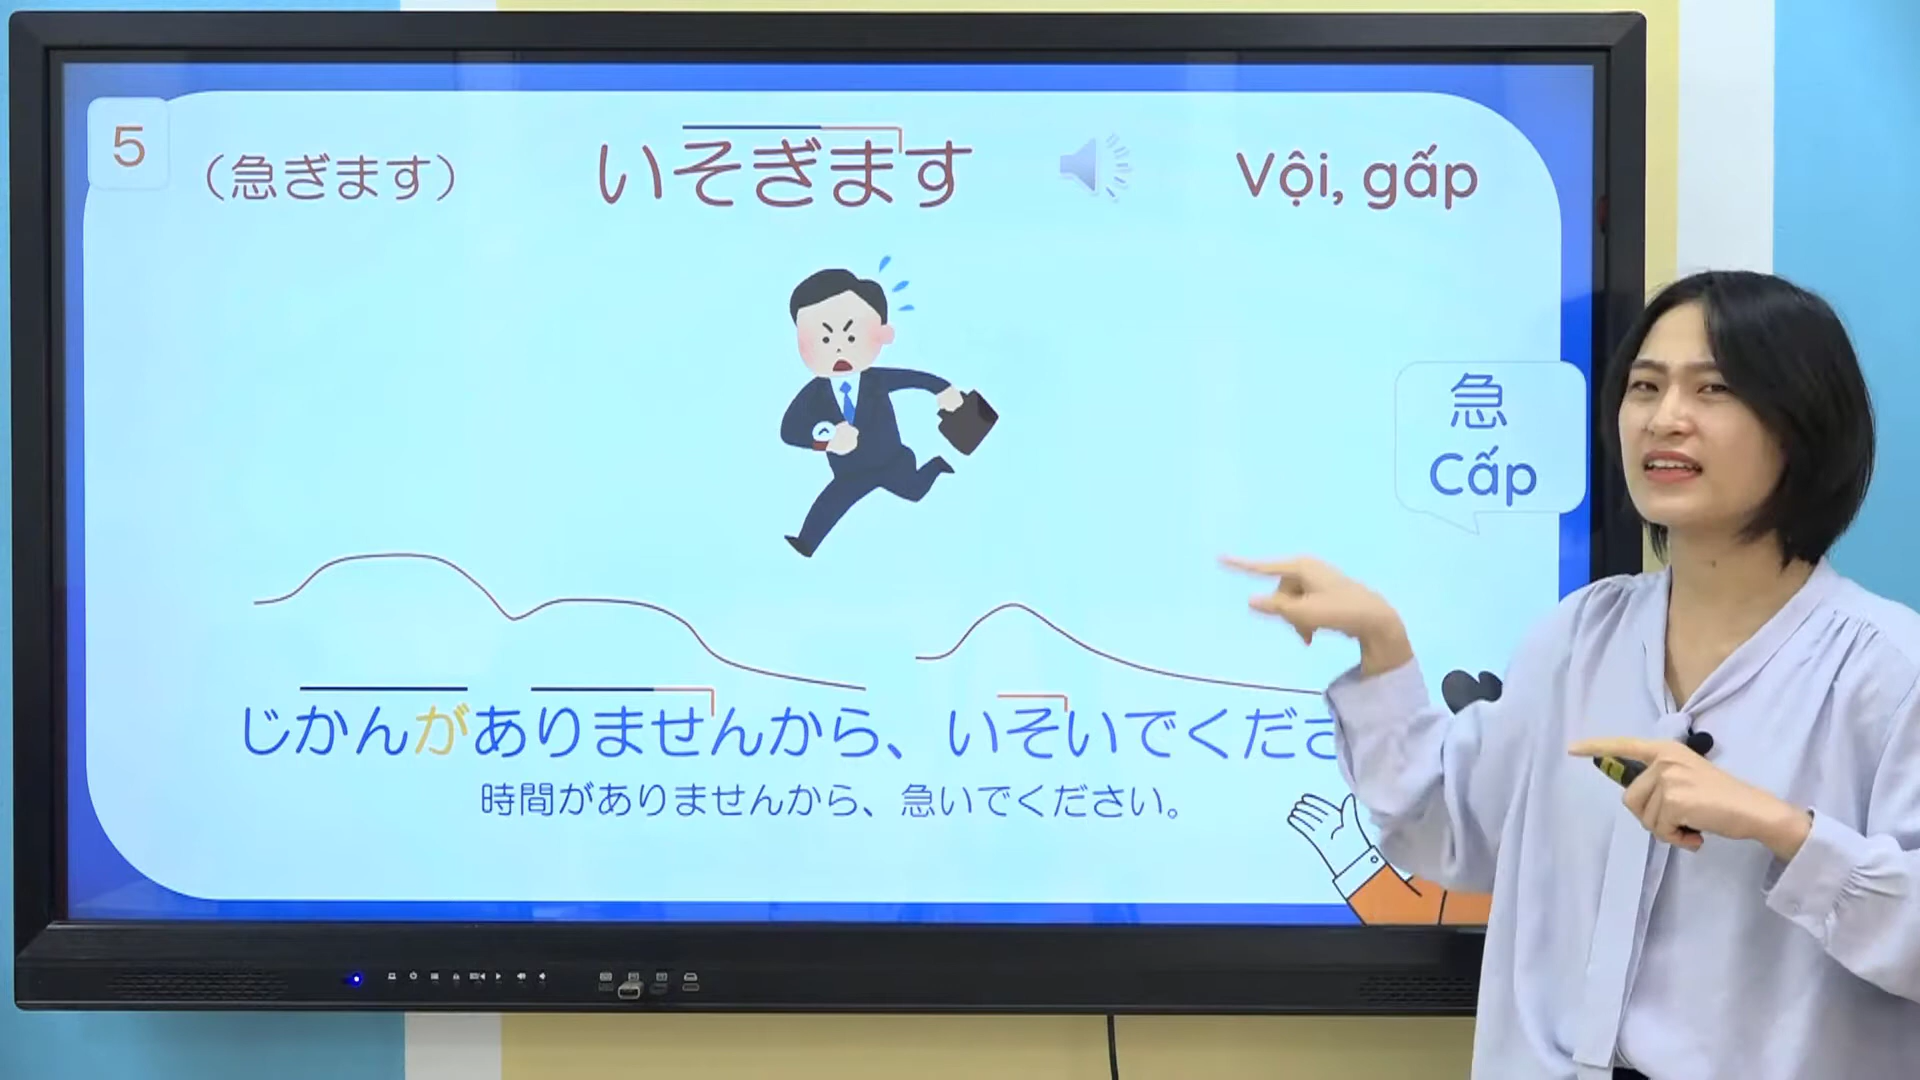 5
（急ぎます）
いそぎます
Vội, gấp
急
Cấp
じかんがありませんから、いそいでくださ
時間がありませんから、急いでください。